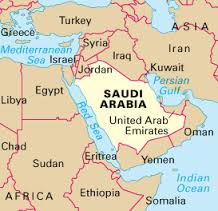 Turkey
ASIA
Greece
Mediterranean
Sea
Syria
Iraq
Iran
Israel
Jordan
Kuwait
Persian
Gulf
Libya
Egypt
SAUDI
ARABIA
United Arab
Emirates
Red Sea
Oman
Sudan
Eritrea
Yemen
AFRICA
Ethiopia
Somalia
Indian
Ocean